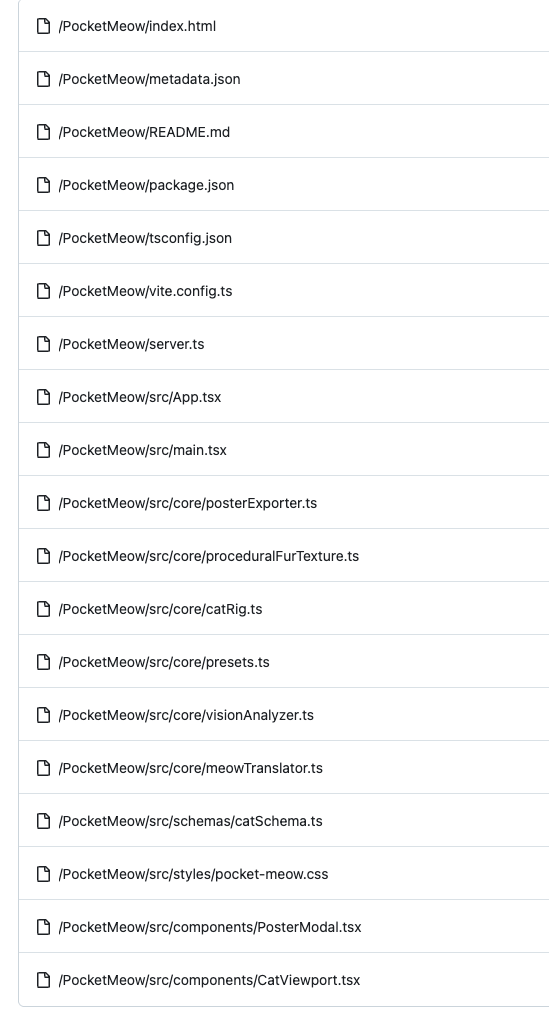 /PocketMeow/index.html
/PocketMeow/metadata.json
/PocketMeow/README.md
/PocketMeow/package.json
/PocketMeow/tsconfig.json
/PocketMeow/vite.config.ts
/PocketMeow/server.ts
/PocketMeow/src/App.tsx
/PocketMeow/src/main.tsx
/PocketMeow/src/core/posterExporter.ts
/PocketMeow/src/core/proceduralFurTexture.ts
/PocketMeow/src/core/catRig.ts
/PocketMeow/src/core/presets.ts
/PocketMeow/src/core/visionAnalyzer.ts
/PocketMeow/src/core/meowTranslator.ts
/PocketMeow/src/schemas/catSchema.ts
/PocketMeow/src/styles/pocket-meow.css
/PocketMeow/src/components/PosterModal.tsx
/PocketMeow/src/components/CatViewport.tsx